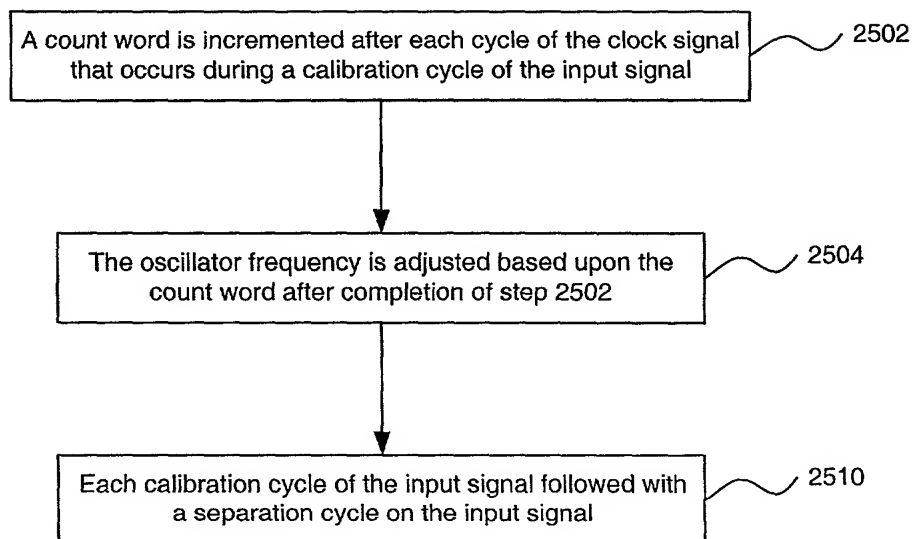 A count word is incremented after each cycle of the clock signal
that occurs during a calibration cycle of the input signal
2502
The oscillator frequency is adjusted based upon the
count word after completion of step 2502
2504
Each calibration cycle of the input signal followed with
a separation cycle on the input signal
2510